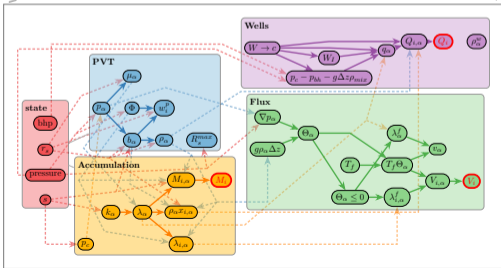 Wells
W → c
W_I
p_c − p_bh − gΔzρ_mix
q_α
Q_{i,α}
Q_i
ρ_α^w
PVT
μ_α
p_α
Φ
w_i^p
b_α
ρ_α
R_s^max
state
bhp
r_s
pressure
s
p_c
Accumulation
M_{i,α}
M_i
k_α
λ_α
ρ_αx_{i,α}
λ_{i,α}
Flux
∇p_α
gρ_αΔz
Θ_α
T_f
Θ_α ≤ 0
λ_α^f
T_fΘ_α
λ_{i,α}^f
v_α
V_{i,α}
V_i